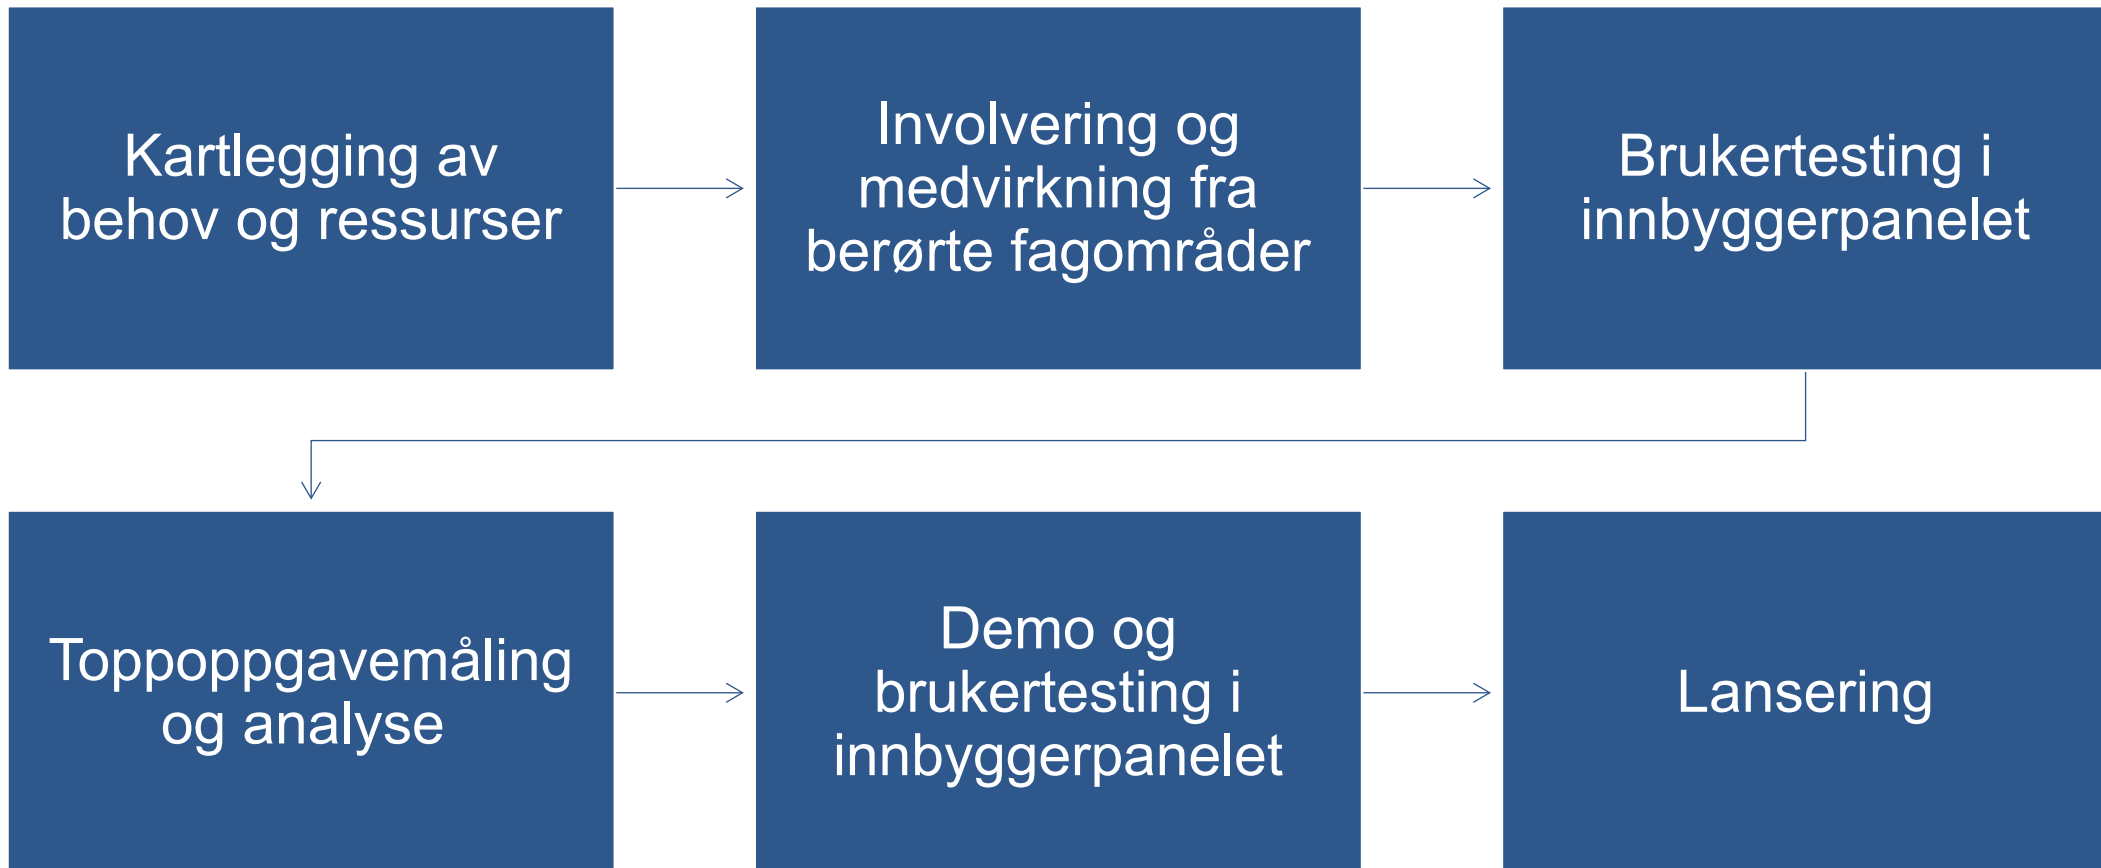 Kartlegging av
behov og ressurser
Involvering og
medvirkning fra
berørte fagområder
Brukertesting i
innbyggerpanelet
Toppoppgavemåling
og analyse
Demo og
brukertesting i
innbyggerpanelet
Lansering